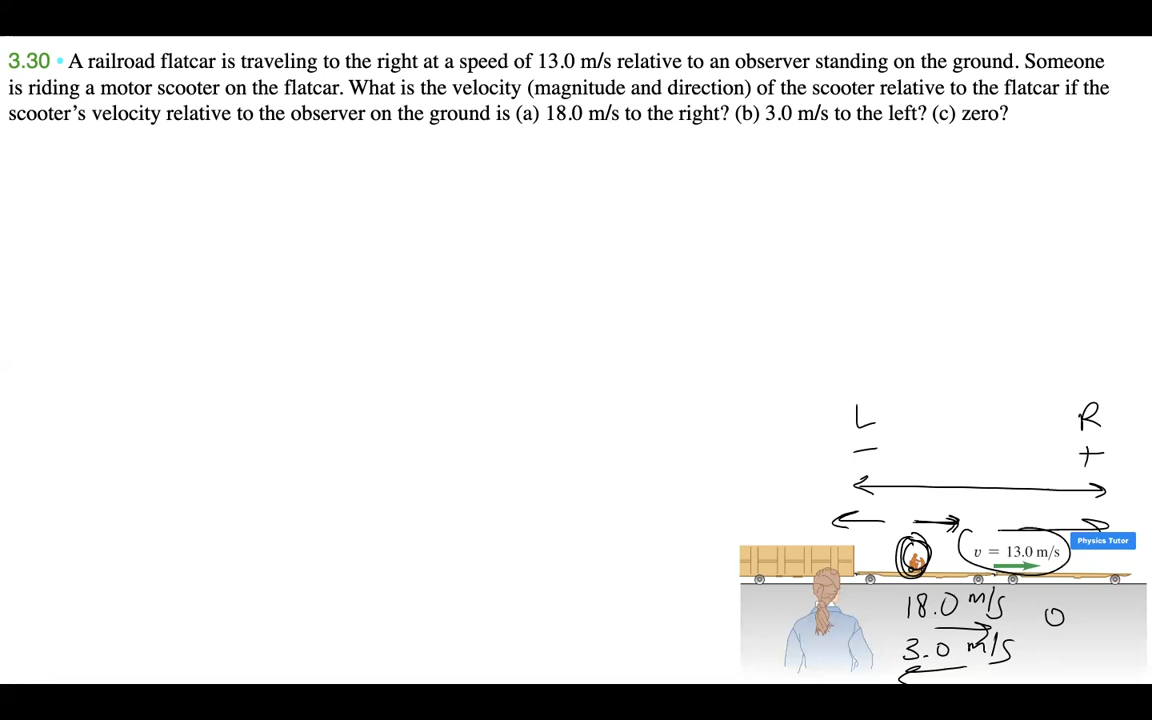 3.30 • A railroad flatcar is traveling to the right at a speed of 13.0 m/s relative to an observer standing on the ground. Someone
is riding a motor scooter on the flatcar. What is the velocity (magnitude and direction) of the scooter relative to the flatcar if the
scooter's velocity relative to the observer on the ground is (a) 18.0 m/s to the right? (b) 3.0 m/s to the left? (c) zero?
L R
− +
Physics Tutor
v = 13.0 m/s
18.0 m/s 0
3.0 m/s